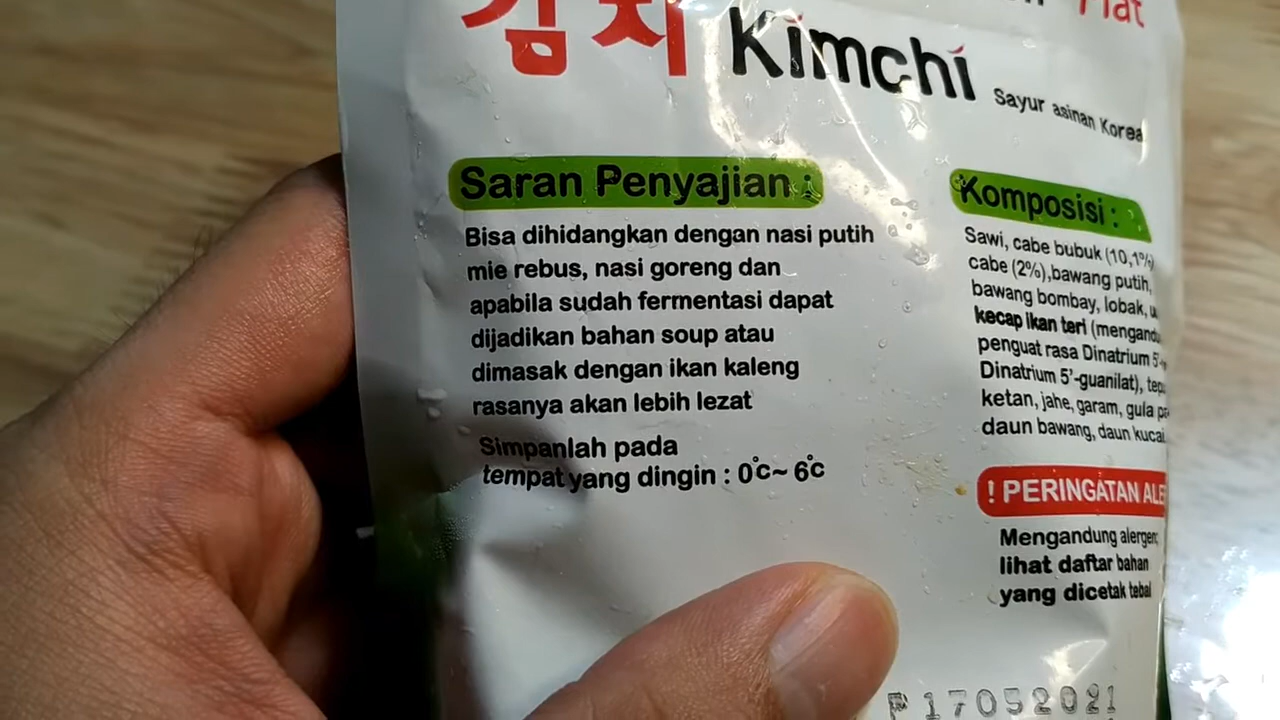 김치 Kimchi
Sayur asinan Korea
Saran Penyajian :
Bisa dihidangkan dengan nasi putih
mie rebus, nasi goreng dan
apabila sudah fermentasi dapat
dijadikan bahan soup atau
dimasak dengan ikan kaleng
rasanya akan lebih lezat
Simpanlah pada
tempat yang dingin : 0°c~ 6°c
Komposisi :
Sawi, cabe bubuk (10,1%)
cabe (2%),bawang putih,
bawang bombay, lobak,
kecap ikan teri
penguat rasa Dinatrium
Dinatrium 5'-guanilat),
ketan, jahe, garam, gula
daun bawang, daun kucai
! PERINGATAN
Mengandung alergen
lihat daftar bahan
yang dicetak tebal
P 17052021